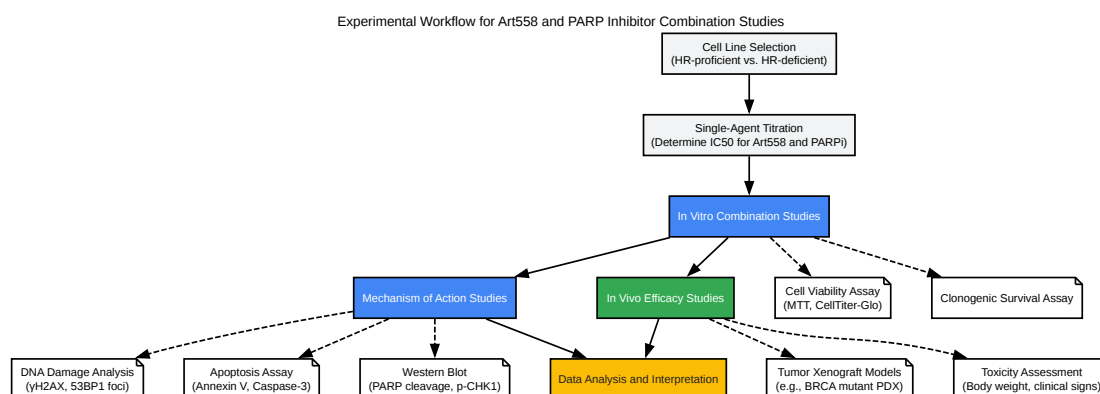 Experimental Workflow for Art558 and PARP Inhibitor Combination Studies
Cell Line Selection
(HR-proficient vs. HR-deficient)
Single-Agent Titration
(Determine IC50 for Art558 and PARPi)
In Vitro Combination Studies
Mechanism of Action Studies
In Vivo Efficacy Studies
Cell Viability Assay
(MTT, CellTiter-Glo)
Clonogenic Survival Assay
DNA Damage Analysis
(γH2AX, 53BP1 foci)
Apoptosis Assay
(Annexin V, Caspase-3)
Western Blot
(PARP cleavage, p-CHK1)
Data Analysis and Interpretation
Tumor Xenograft Models
(e.g., BRCA mutant PDX)
Toxicity Assessment
(Body weight, clinical signs)